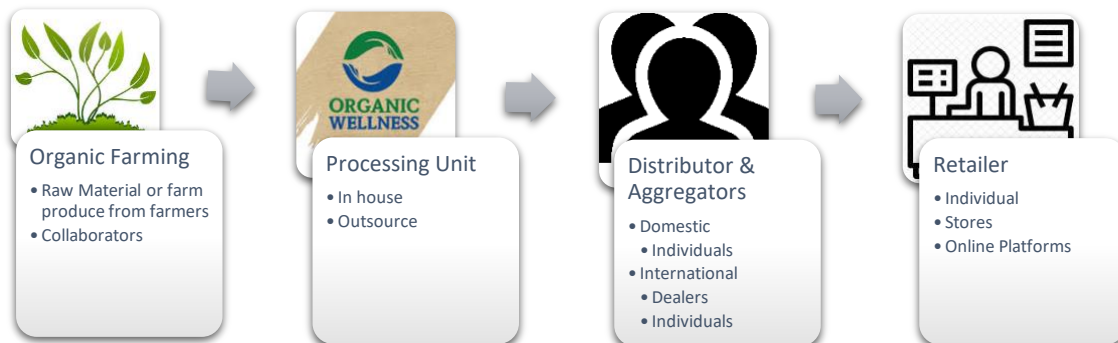 ORGANIC
WELLNESS
Organic Farming
• Raw Material or farm
produce from farmers
• Collaborators
Processing Unit
• In house
• Outsource
Distributor &
Aggregators
• Domestic
• Individuals
• International
• Dealers
• Individuals
Retailer
• Individual
• Stores
• Online Platforms